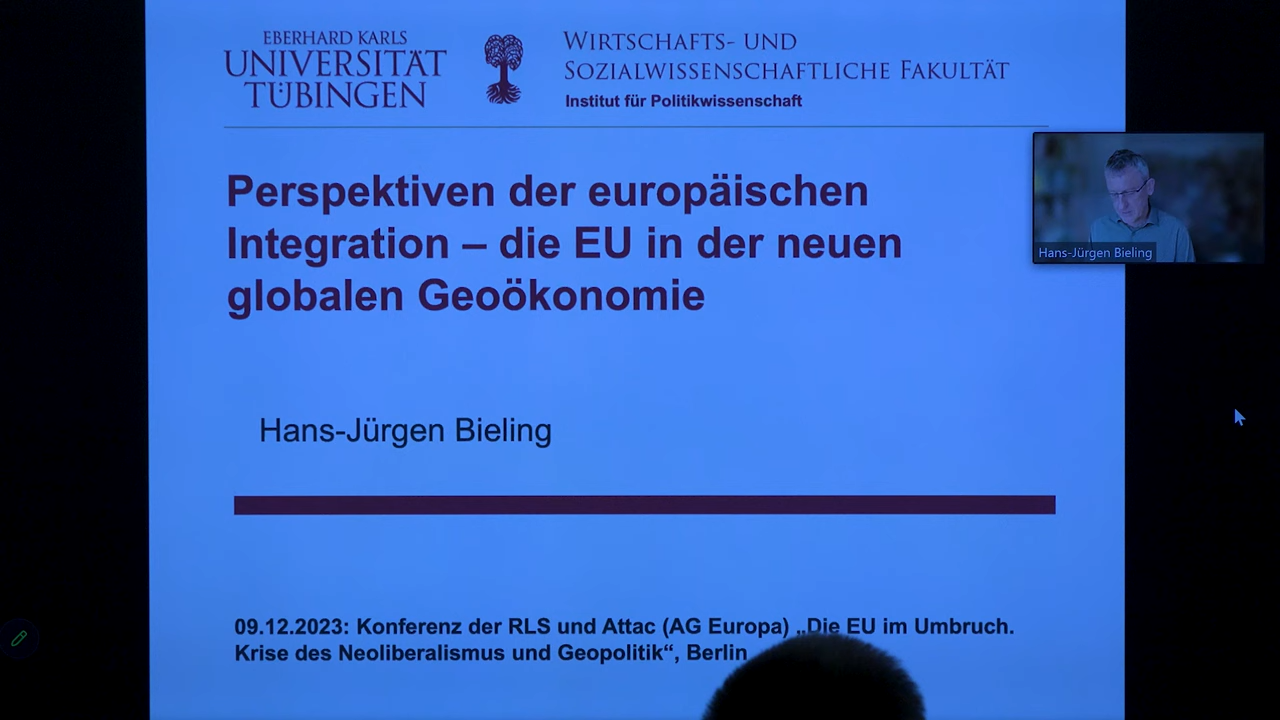 EBERHARD KARLS
UNIVERSITÄT
TÜBINGEN
WIRTSCHAFTS- UND
SOZIALWISSENSCHAFTLICHE FAKULTÄT
Institut für Politikwissenschaft
Perspektiven der europäischen
Integration – die EU in der neuen
globalen Geoökonomie
Hans-Jürgen Bieling
Hans-Jürgen Bieling
09.12.2023: Konferenz der RLS und Attac (AG Europa) „Die EU im Umbruch.
Krise des Neoliberalismus und Geopolitik“, Berlin